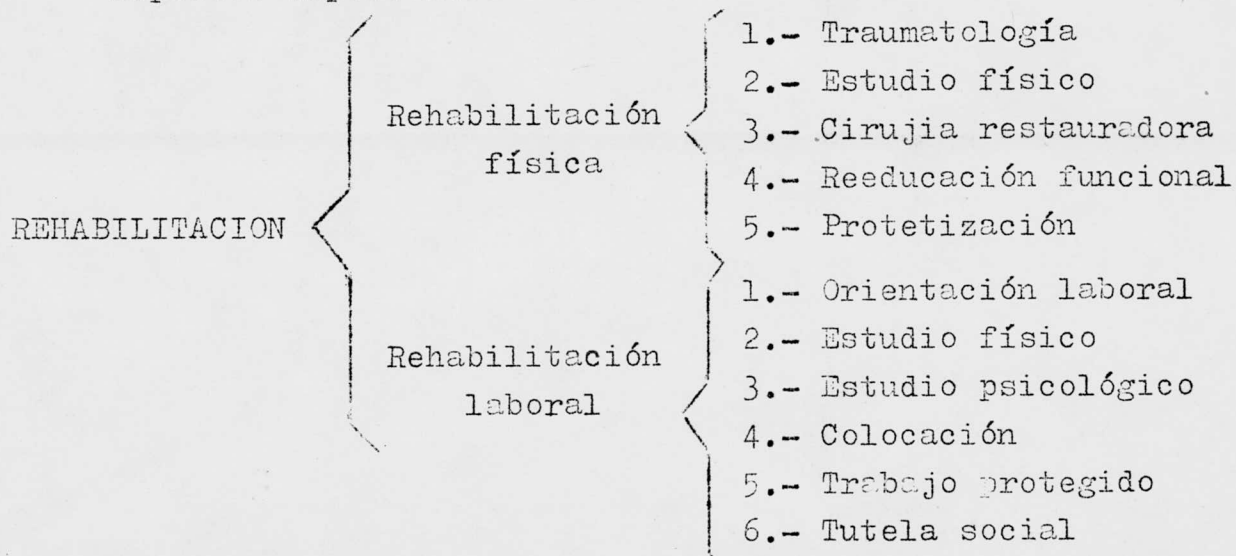 REHABILITACION
Rehabilitación
física
1.- Traumatología
2.- Estudio físico
3.- Cirujia restauradora
4.- Reeducación funcional
5.- Protetización
Rehabilitación
laboral
1.- Orientación laboral
2.- Estudio físico
3.- Estudio psicológico
4.- Colocación
5.- Trabajo protegido
6.- Tutela social